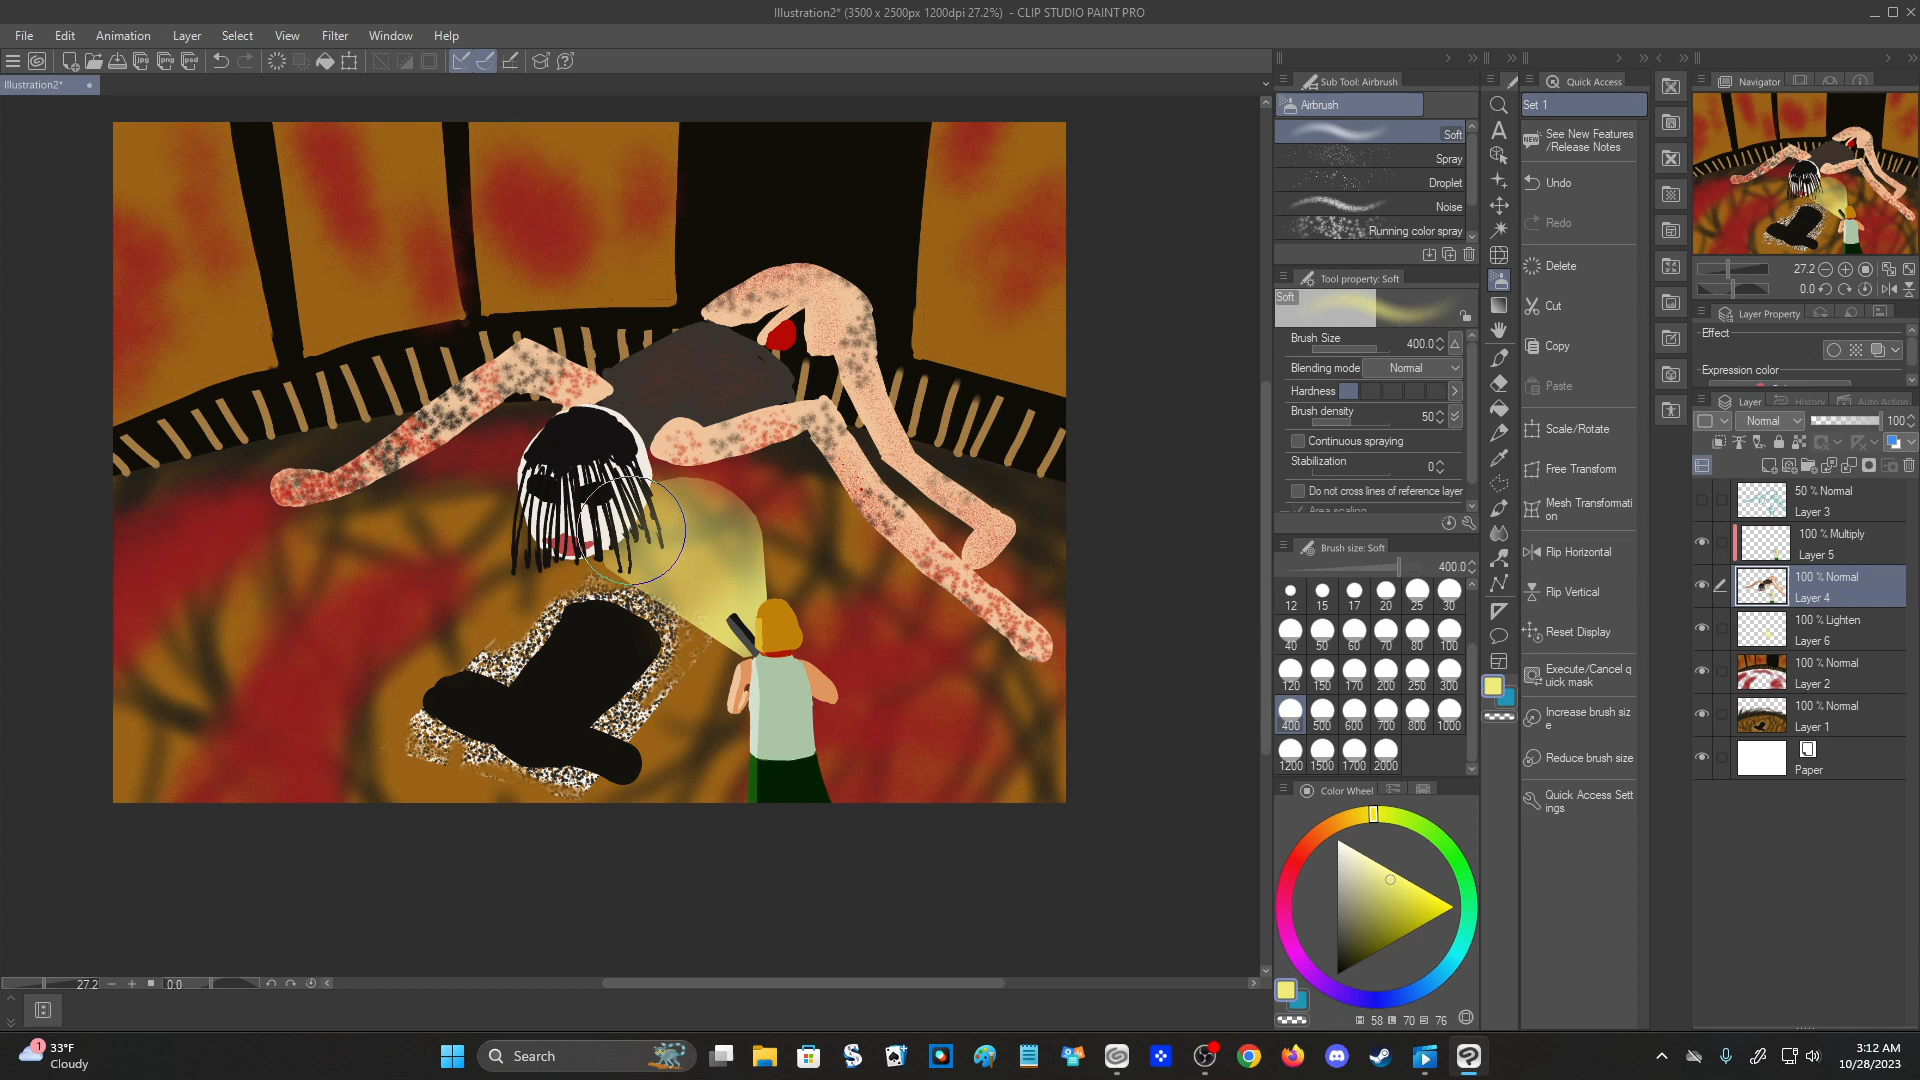 Illustration2* (3500 x 2500px 1200dpi 27.2%)  - CLIP STUDIO PAINT PRO
File Edit Animation Layer Select View Filter Window Help
Illustration2*
Sub Tool: Airbrush
Airbrush
Soft
Spray
Droplet
Noise
Running color spray
Tool property: Soft
Soft
Brush Size 400.0
Blending mode Normal
Hardness
Brush density 50
Continuous spraying
Stabilization 0
Do not cross lines of reference layer
Area scaling
Brush size: Soft
400.0
12 15 17 20 25 30
40 50 60 70 80 100
120 150 170 200 250 300
400 500 600 700 800 1000
1200 1500 1700 2000
Color Wheel
58 70 76
Quick Access
Set 1
See New Features
/Release Notes
Undo
Redo
Delete
Cut
Copy
Paste
Scale/Rotate
Free Transform
Mesh Transformati
on
Flip Horizontal
Flip Vertical
Reset Display
Execute/Cancel q
uick mask
Increase brush siz
e
Reduce brush size
Quick Access Sett
ings
Navigator
27.2
0.0
Layer Property
Effect
Expression color
Layer History Auto Action
Normal 100
50 % Normal
Layer 3
100 % Multiply
Layer 5
100 % Normal
Layer 4
100 % Lighten
Layer 6
100 % Normal
Layer 2
100 % Normal
Layer 1
Paper
27.2 0.0
1
33°F
Cloudy
Search
3:12 AM
10/28/2023